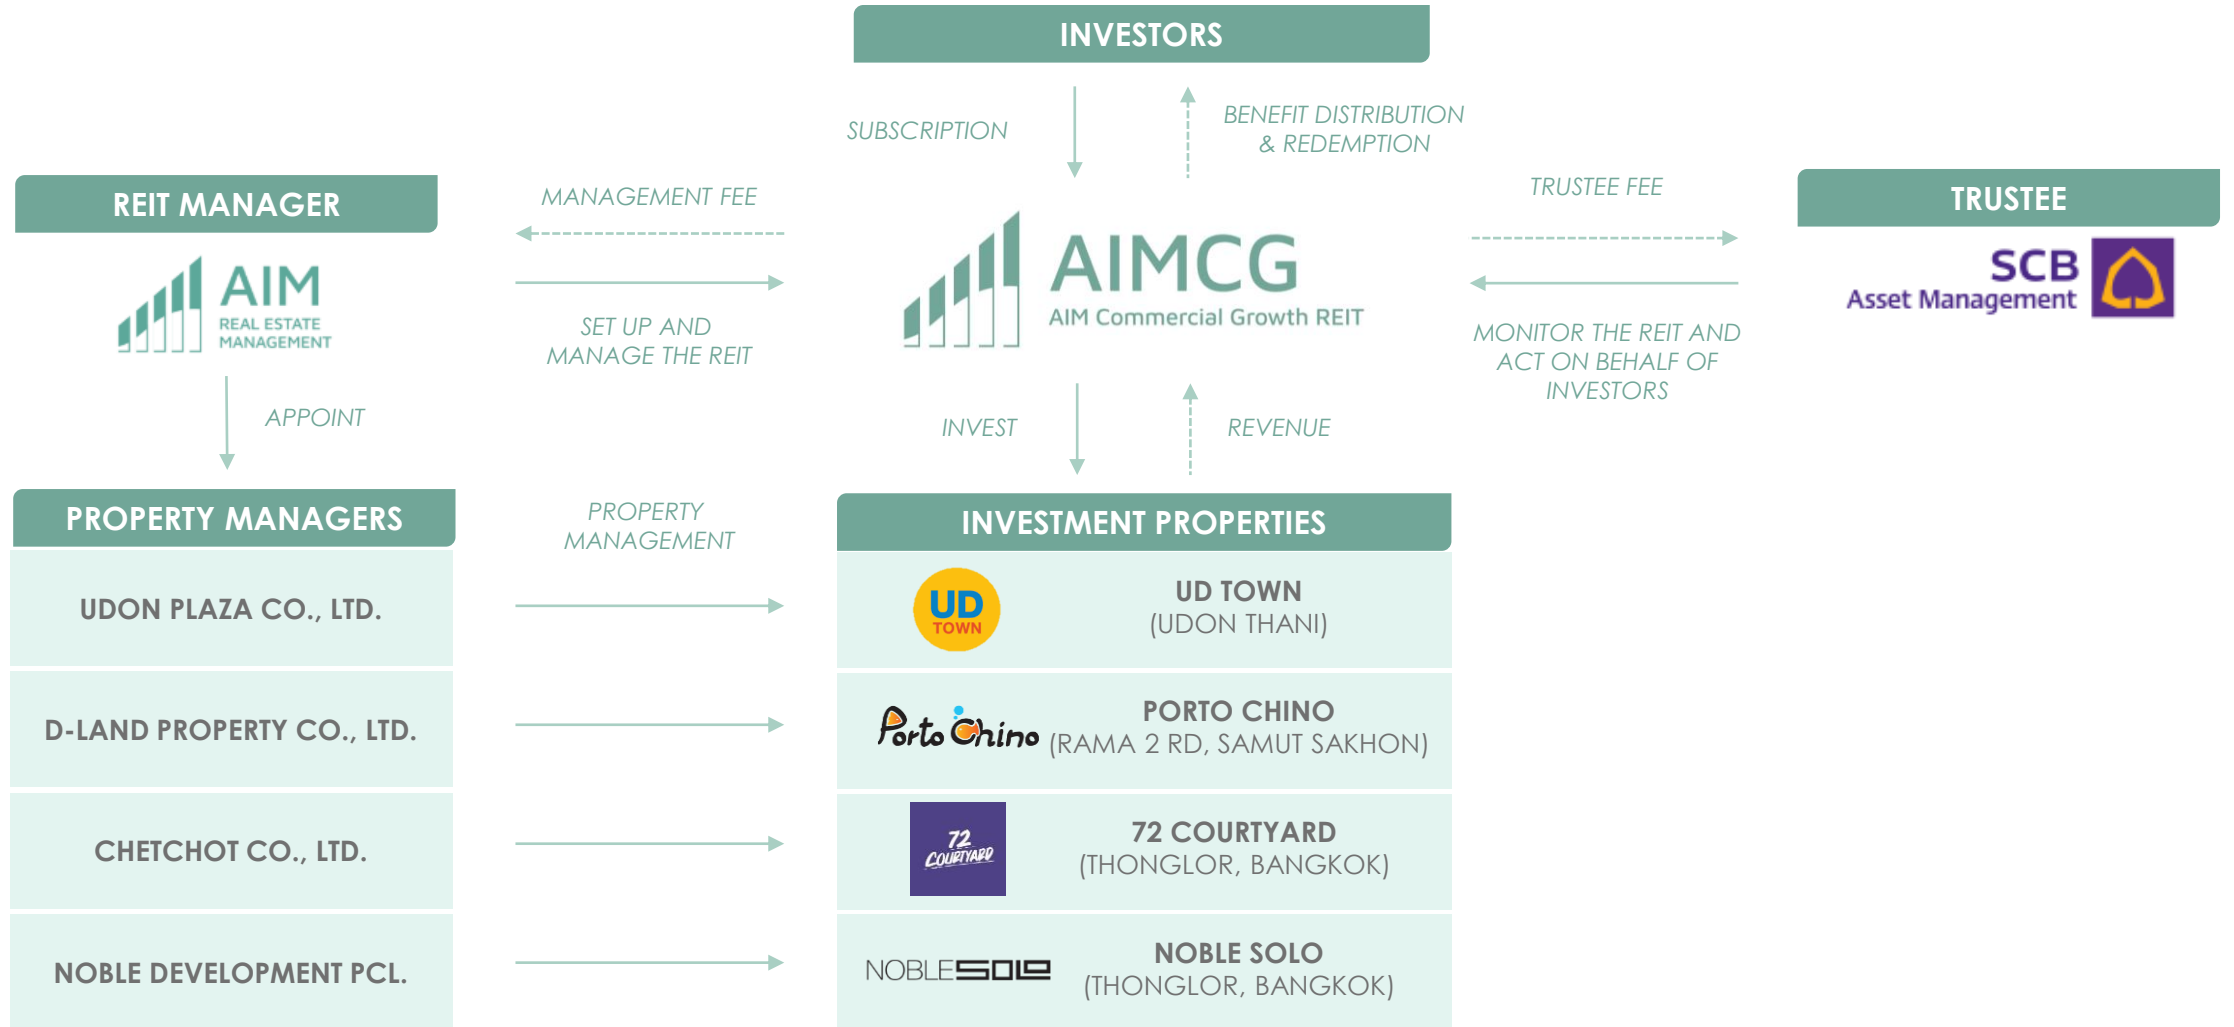 INVESTORS
SUBSCRIPTION
BENEFIT DISTRIBUTION
& REDEMPTION
REIT MANAGER
MANAGEMENT FEE
TRUSTEE FEE
TRUSTEE
AIM
REAL ESTATE
MANAGEMENT
SET UP AND
MANAGE THE REIT
AIMCG
AIM Commercial Growth REIT
SCB
Asset Management
MONITOR THE REIT AND
ACT ON BEHALF OF
INVESTORS
APPOINT
INVEST
REVENUE
PROPERTY MANAGERS
PROPERTY
MANAGEMENT
INVESTMENT PROPERTIES
UDON PLAZA CO., LTD.
UD
TOWN
UD TOWN
(UDON THANI)
D-LAND PROPERTY CO., LTD.
Porto Chino
PORTO CHINO
(RAMA 2 RD, SAMUT SAKHON)
CHETCHOT CO., LTD.
72
COURTYARD
72 COURTYARD
(THONGLOR, BANGKOK)
NOBLE DEVELOPMENT PCL.
NOBLE SOLO
NOBLE SOLO
(THONGLOR, BANGKOK)